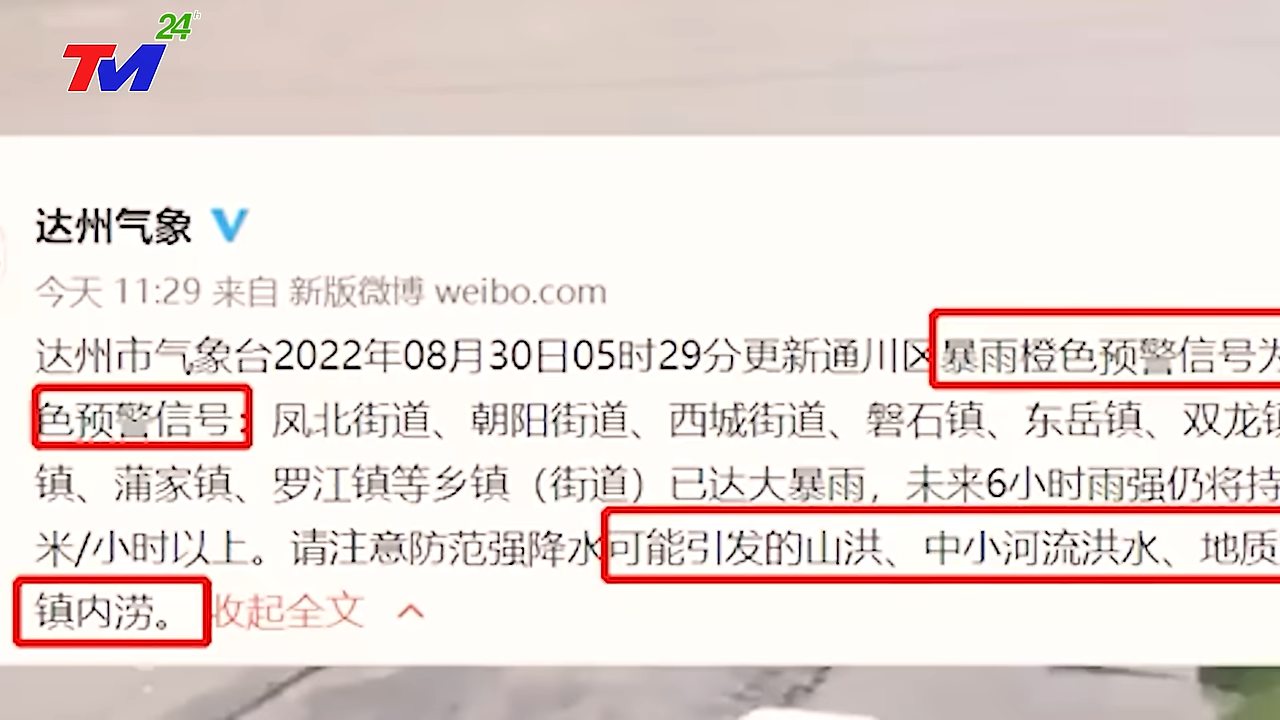 TM 24h
达州气象
今天 11:29 来自 新版微博 weibo.com
达州市气象台2022年08月30日05时29分更新通川区暴雨橙色预警信号为
色预警信号：凤北街道、朝阳街道、西城街道、磐石镇、东岳镇、双龙镇
镇、蒲家镇、罗江镇等乡镇（街道）已达大暴雨，未来6小时雨强仍将持
米/小时以上。请注意防范强降水可能引发的山洪、中小河流洪水、地质
镇内涝。收起全文